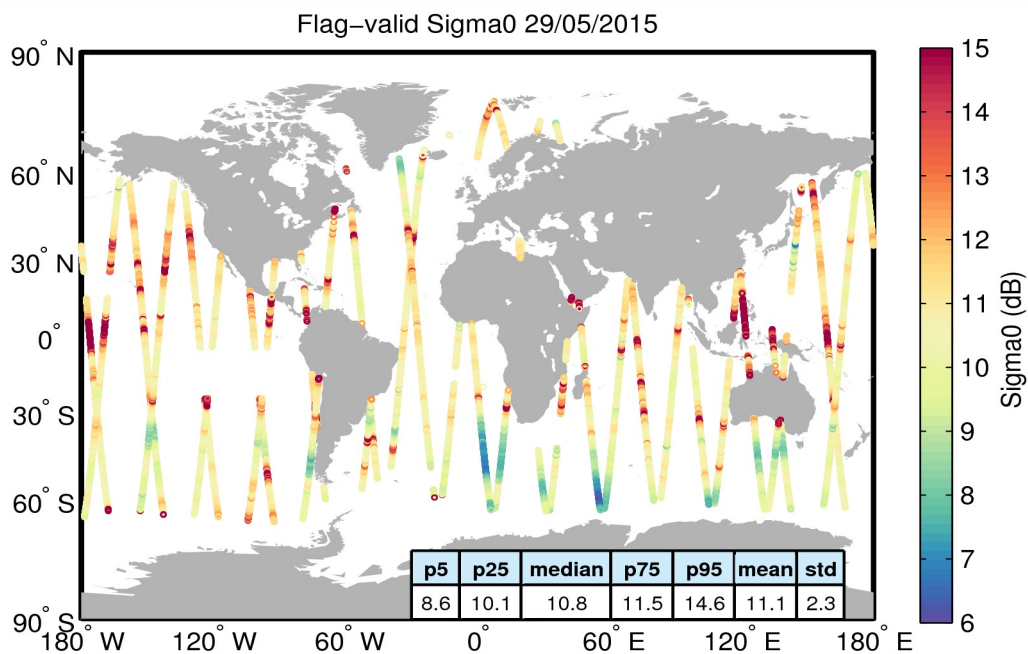 Flag−valid Sigma0 29/05/2015
90° N
60° N
30° N
0°
30° S
60° S
90° S
180° W
120° W
60° W
0°
60° E
120° E
180° E
15
14
13
12
11
10
9
8
7
6
Sigma0 (dB)
p5 p25 median p75 p95 mean std
8.6 10.1 10.8 11.5 14.6 11.1 2.3